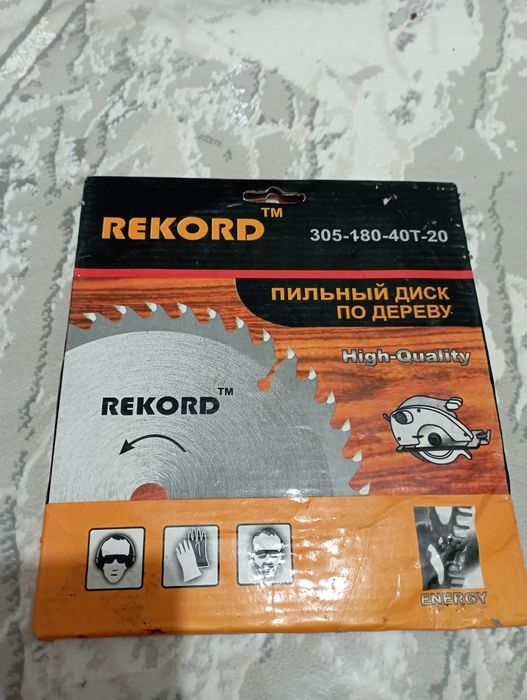 REKORD™
305-180-40T-20
ПИЛЬНЫЙ ДИСК
ПО ДЕРЕВУ
High-Quality
REKORD™
ENERGY